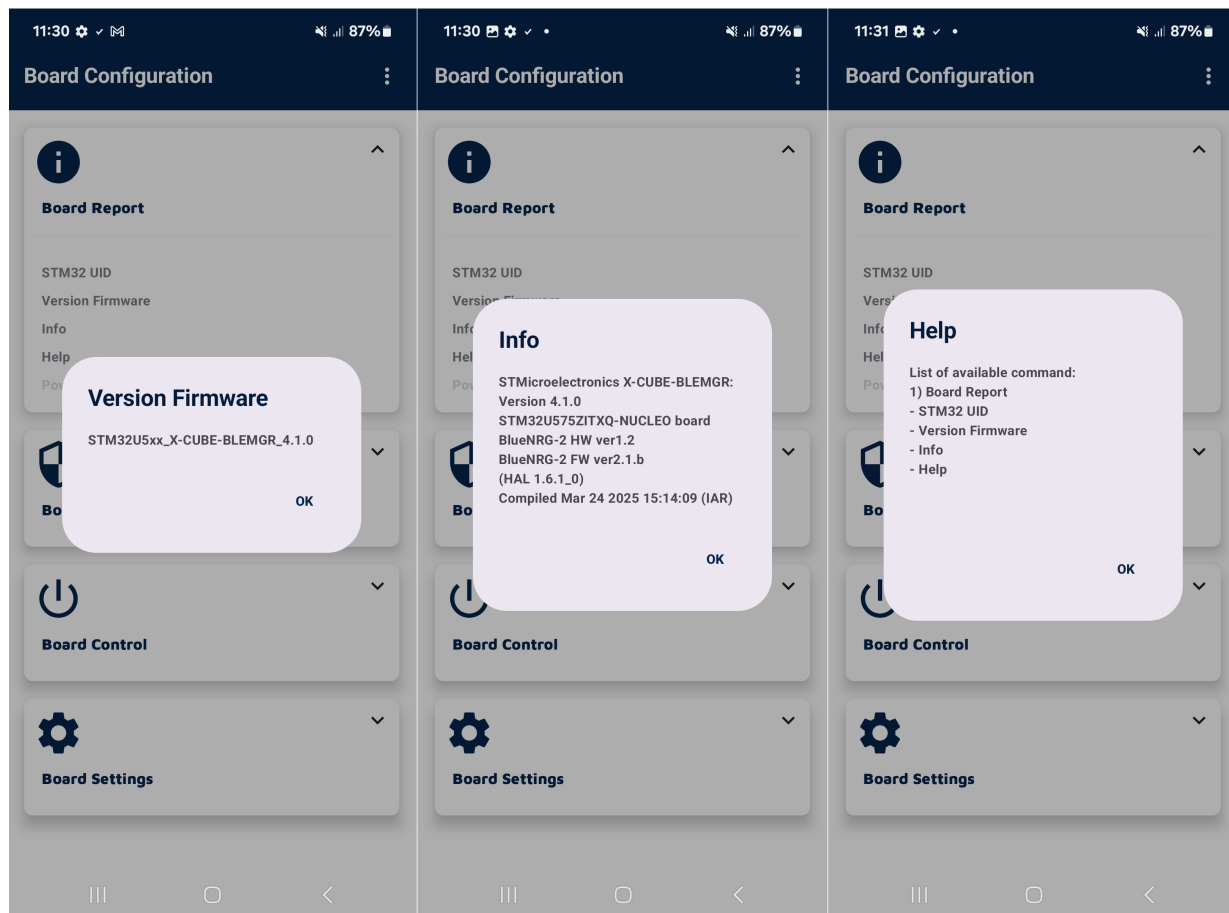 11:30
87%
Board Configuration
Board Report
STM32 UID
Version Firmware
Info
Help
Version Firmware
STM32U5xx_X-CUBE-BLEMGR_4.1.0
OK
Board Control
Board Settings
11:30
87%
Board Configuration
Board Report
STM32 UID
Info
STMicroelectronics X-CUBE-BLEMGR:
Version 4.1.0
STM32U575ZITXQ-NUCLEO board
BlueNRG-2 HW ver1.2
BlueNRG-2 FW ver2.1.b
(HAL 1.6.1_0)
Compiled Mar 24 2025 15:14:09 (IAR)
OK
Board Control
Board Settings
11:31
87%
Board Configuration
Board Report
STM32 UID
Help
List of available command:
1) Board Report
- STM32 UID
- Version Firmware
- Info
- Help
OK
Board Control
Board Settings